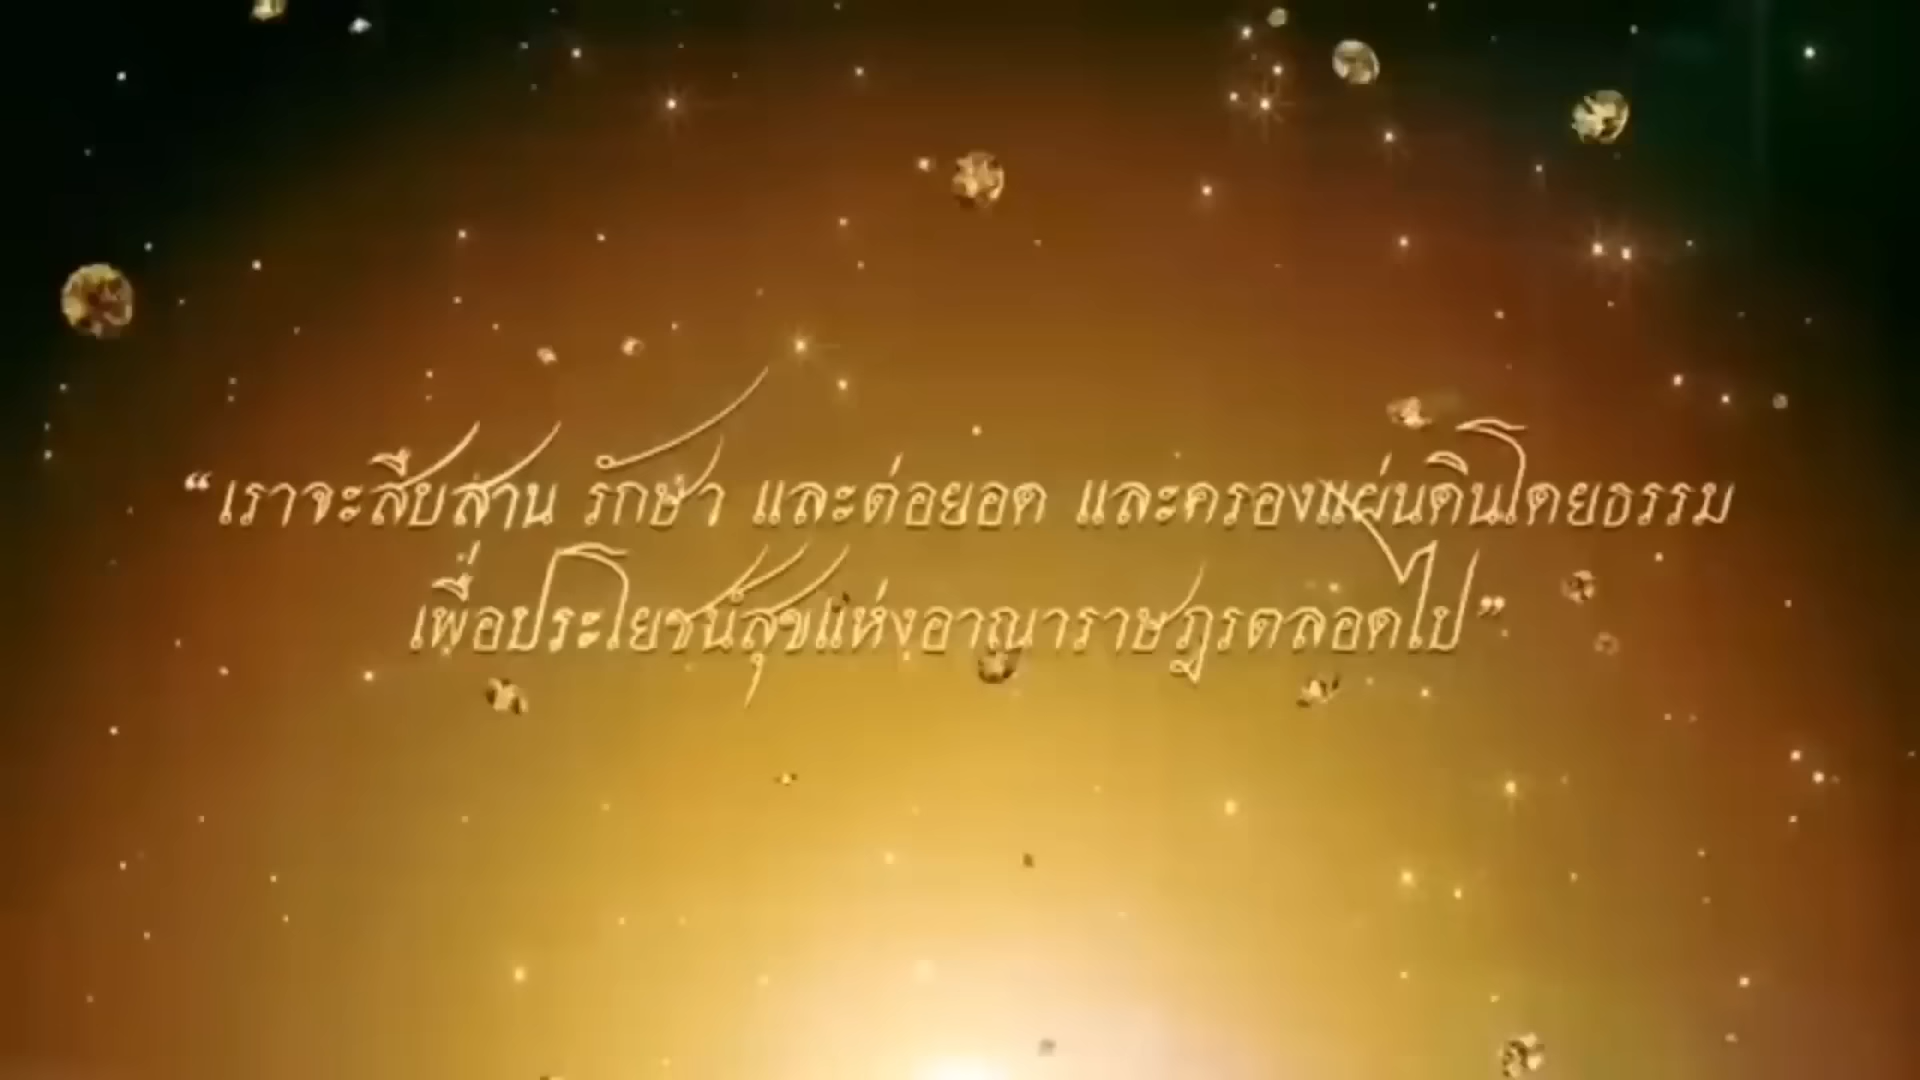 “เราจะสืบสาน รักษา และต่อยอด และครองแผ่นดินโดยธรรม
เพื่อประโยชน์สุขแห่งอาณาราษฎรตลอดไป”